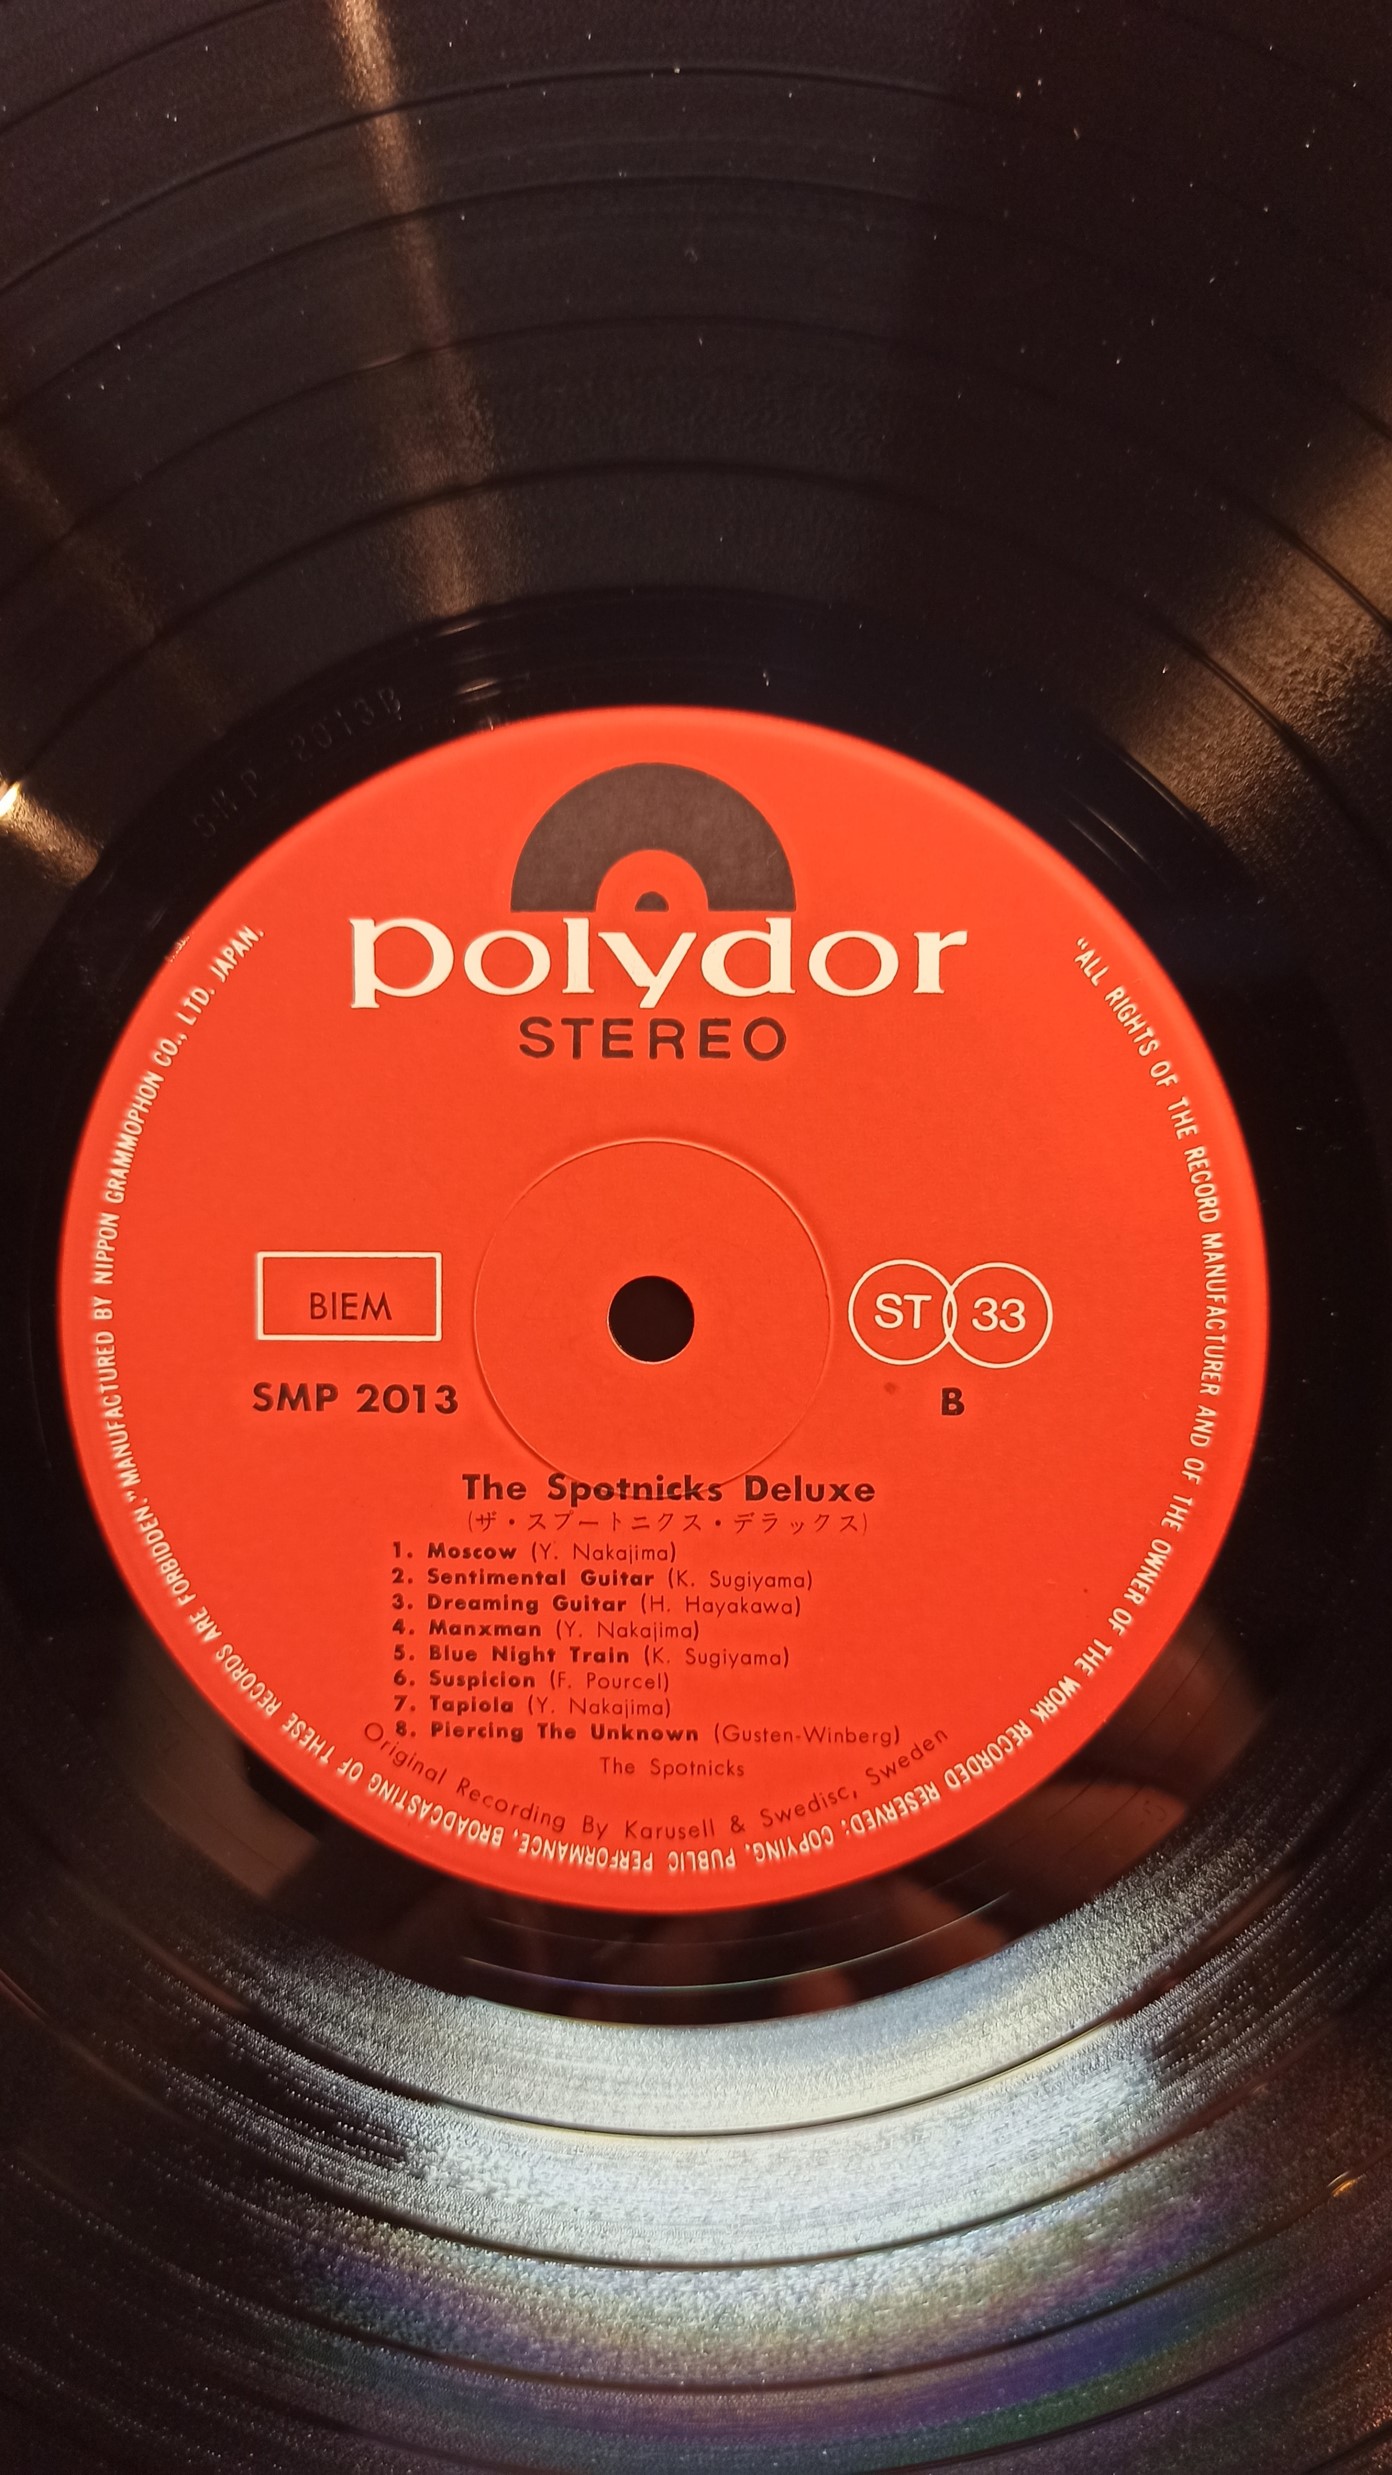 SMP 2013B
polydor
STEREO
BIEM
ST 33
SMP 2013
B
The Spotnicks Deluxe
(ザ・スプートニクス・デラックス)
1. Moscow (Y. Nakajima)
2. Sentimental Guitar (K. Sugiyama)
3. Dreaming Guitar (H. Hayakawa)
4. Manxman (Y. Nakajima)
5. Blue Night Train (K. Sugiyama)
6. Suspicion (F. Pourcel)
7. Tapiola (Y. Nakajima)
8. Piercing The Unknown (Gusten-Winberg)
The Spotnicks
Original Recording By Karusell & Swedisc, Sweden
"ALL RIGHTS OF THE RECORD MANUFACTURER AND OF THE OWNER OF THE WORK RECORDED RESERVED; COPYING, PUBLIC PERFORMANCE, BROADCASTING OF THESE RECORDS ARE FORBIDDEN." MANUFACTURED BY NIPPON GRAMMOPHON CO., LTD. JAPAN.